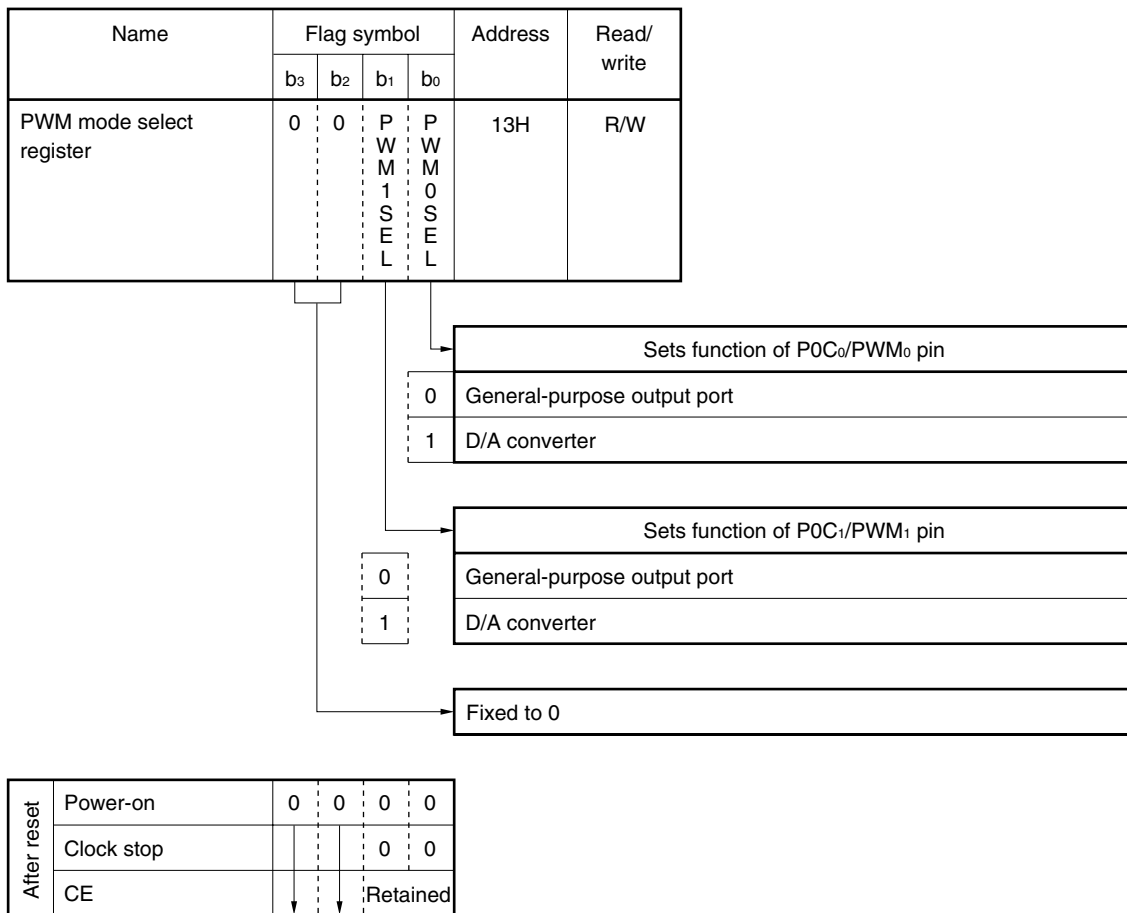 Name Flag symbol Address Read/
write
b₃ b₂ b₁ b₀
PWM mode select 0 0 PWM1SEL PWM0SEL 13H R/W
register
Sets function of P0C₀/PWM₀ pin
0 General-purpose output port
1 D/A converter
Sets function of P0C₁/PWM₁ pin
0 General-purpose output port
1 D/A converter
Fixed to 0
After reset
Power-on 0 0 0 0
Clock stop 0 0
CE Retained